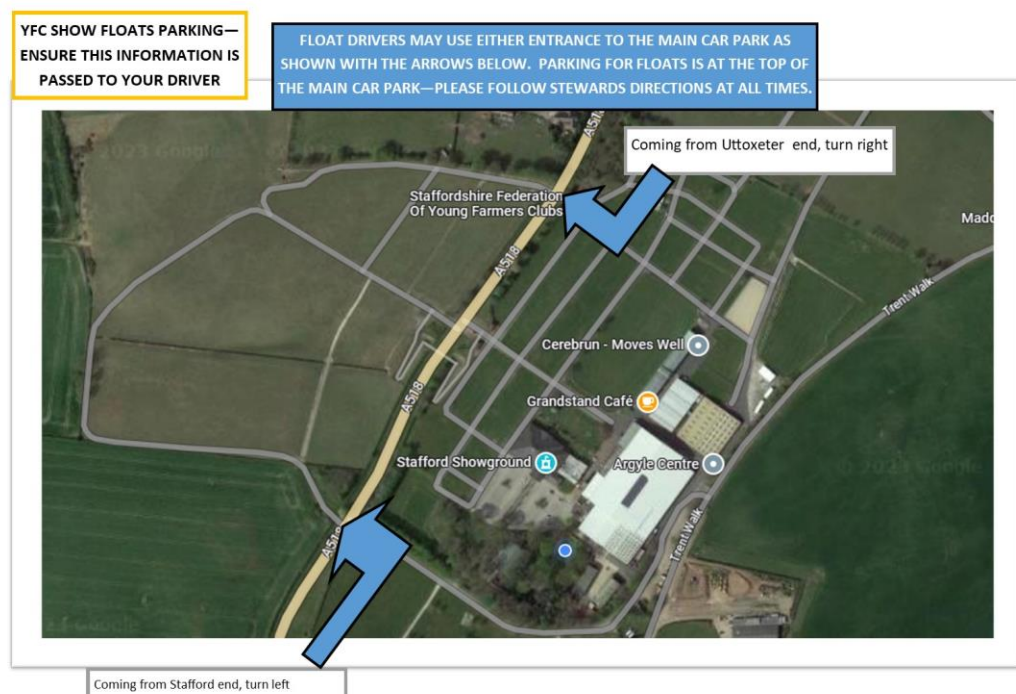 YFC SHOW FLOATS PARKING—
ENSURE THIS INFORMATION IS
PASSED TO YOUR DRIVER
FLOAT DRIVERS MAY USE EITHER ENTRANCE TO THE MAIN CAR PARK AS
SHOWN WITH THE ARROWS BELOW. PARKING FOR FLOATS IS AT THE TOP OF
THE MAIN CAR PARK—PLEASE FOLLOW STEWARDS DIRECTIONS AT ALL TIMES.
Coming from Uttoxeter end, turn right
Staffordshire Federation
Of Young Farmers Clubs
A518
A518
Trent Walk
Cerebrun - Moves Well
Grandstand Café
A518
Stafford Showground
Argyle Centre
Trent Walk
Coming from Stafford end, turn left